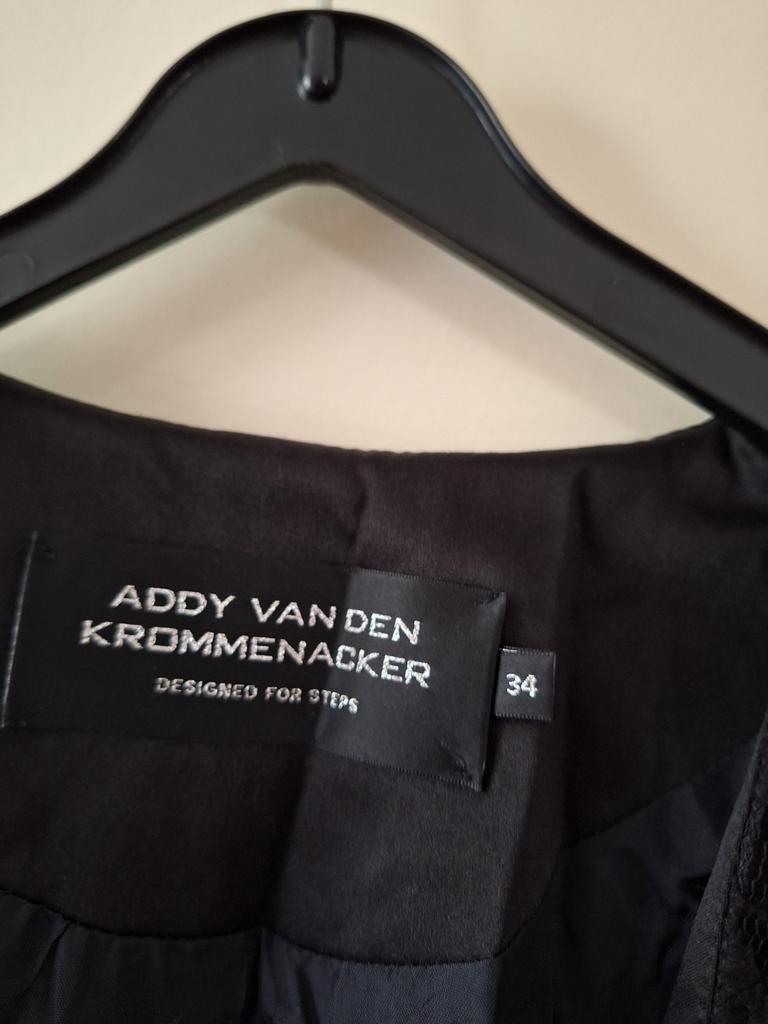 ADDY VAN DEN
KROMMENACKER
DESIGNED FOR STEPS
34